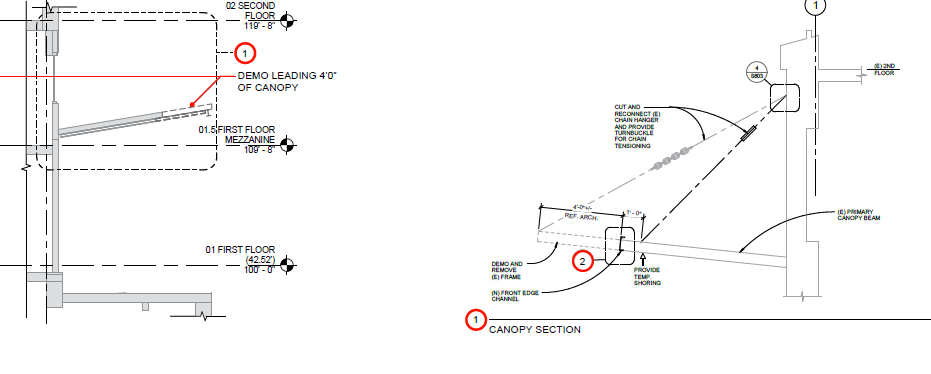 02 SECOND
FLOOR
119' - 8"
1
DEMO LEADING 4'0"
OF CANOPY
01.5 FIRST FLOOR
MEZZANINE
109' - 8"
01 FIRST FLOOR
(42.52')
100' - 0"
1
4
S803
(E) 2ND
FLOOR
CUT AND
RECONNECT (E)
CHAIN HANGER
AND PROVIDE
TURNBUCKLE
FOR CHAIN
TENSIONING
4'-0"+/-
REF. ARCH.
1' - 0"
(E) PRIMARY
CANOPY BEAM
2
DEMO AND
REMOVE
(E) FRAME
PROVIDE
TEMP.
SHORING
(N) FRONT EDGE
CHANNEL
1
CANOPY SECTION